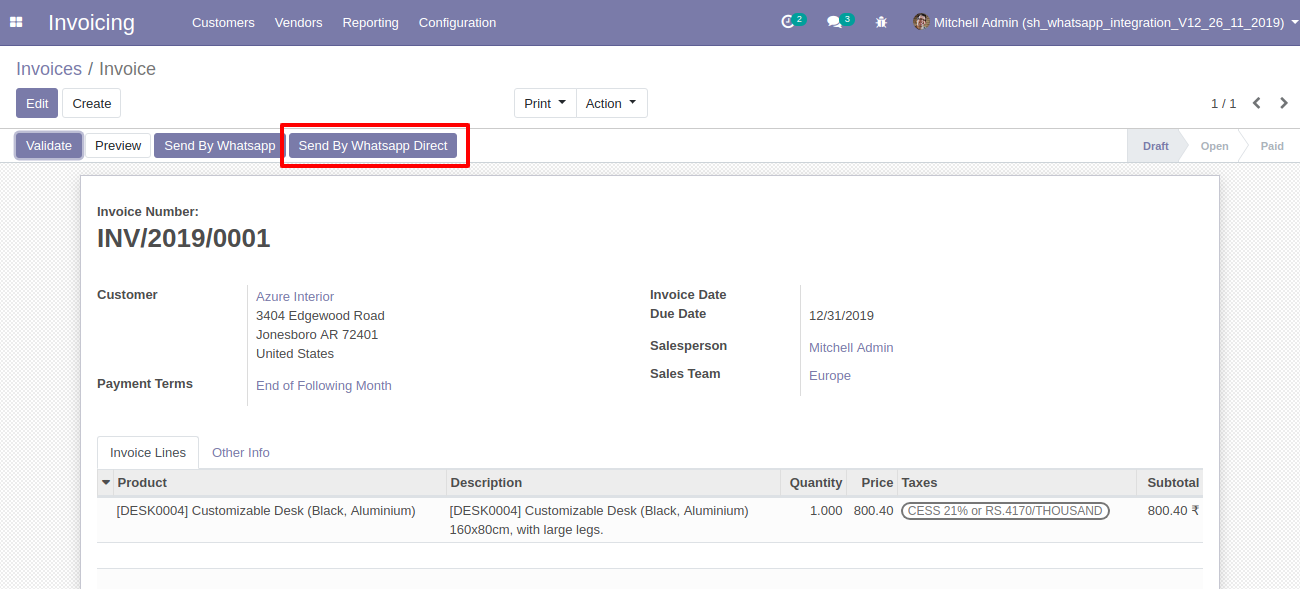 Invoicing Customers Vendors Reporting Configuration 2 3 Mitchell Admin (sh_whatsapp_integration_V12_26_11_2019)
Invoices / Invoice
Edit Create Print Action 1 / 1
Validate Preview Send By Whatsapp Send By Whatsapp Direct Draft Open Paid
Invoice Number:
INV/2019/0001
Customer
Azure Interior
3404 Edgewood Road
Jonesboro AR 72401
United States
Payment Terms End of Following Month
Invoice Date
Due Date 12/31/2019
Salesperson Mitchell Admin
Sales Team Europe
Invoice Lines Other Info
Product Description Quantity Price Taxes Subtotal
[DESK0004] Customizable Desk (Black, Aluminium) [DESK0004] Customizable Desk (Black, Aluminium) 1.000 800.40 CESS 21% or RS.4170/THOUSAND 800.40 ₹
160x80cm, with large legs.